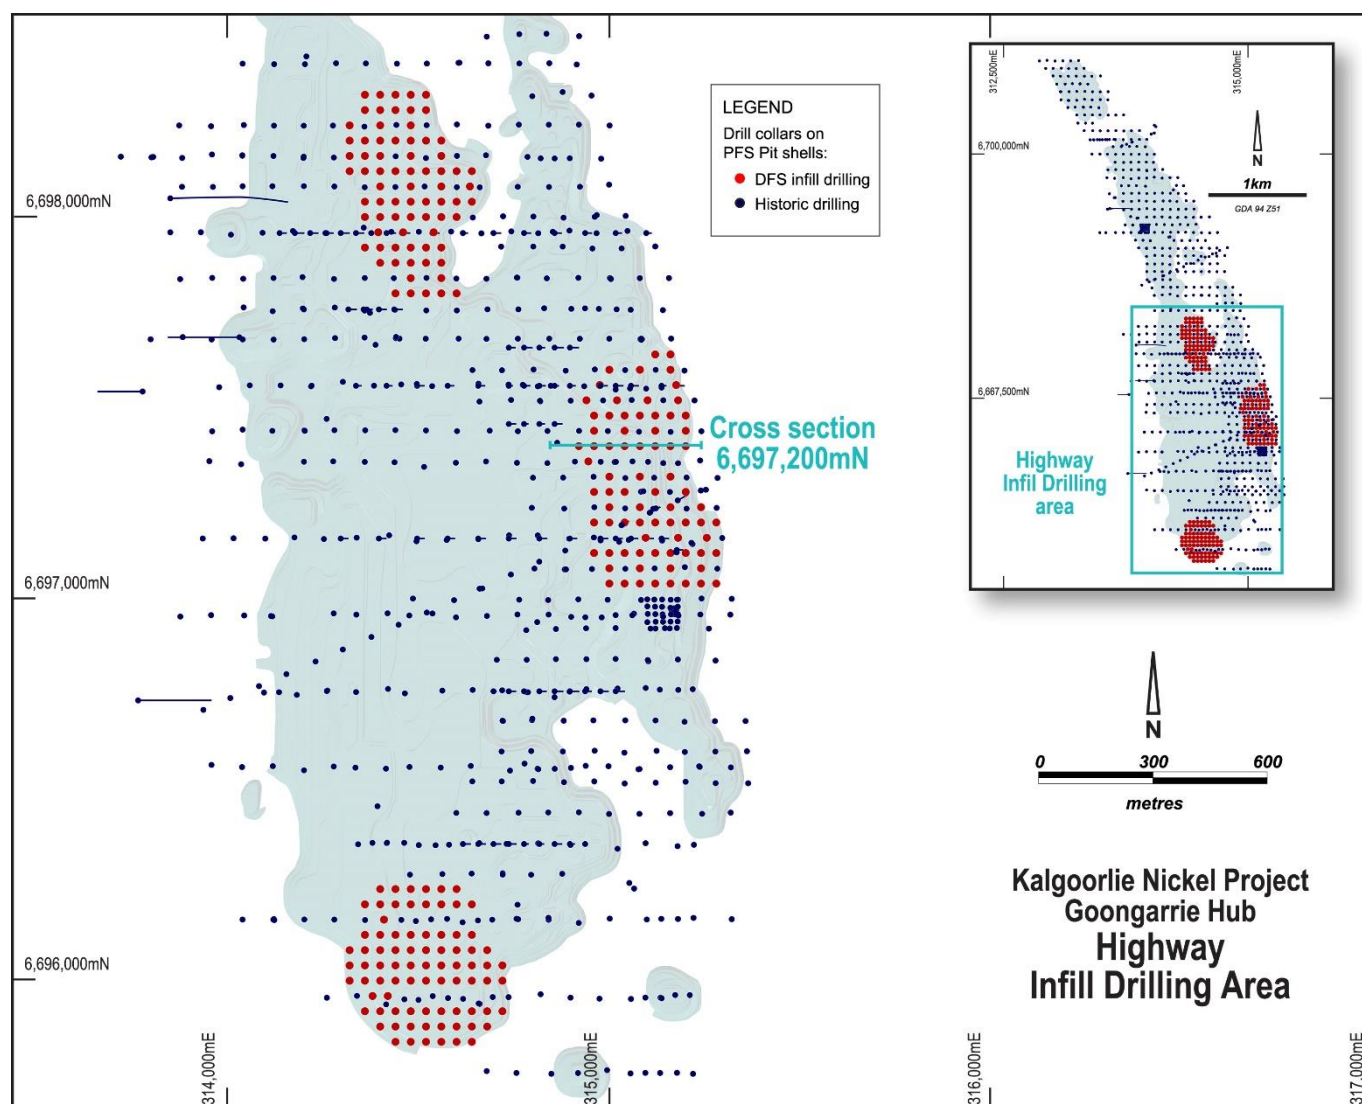 LEGEND
Drill collars on
PFS Pit shells:
DFS infill drilling
Historic drilling
312,500mE
315,000mE
6,700,000mN
N
1km
GDA 94 Z51
6,667,500mN
Highway
Infil Drilling
area
6,698,000mN
Cross section
6,697,200mN
6,697,000mN
N
0 300 600
metres
Kalgoorlie Nickel Project
Goongarrie Hub
Highway
Infill Drilling Area
6,696,000mN
314,000mE
315,000mE
316,000mE
317,000mE